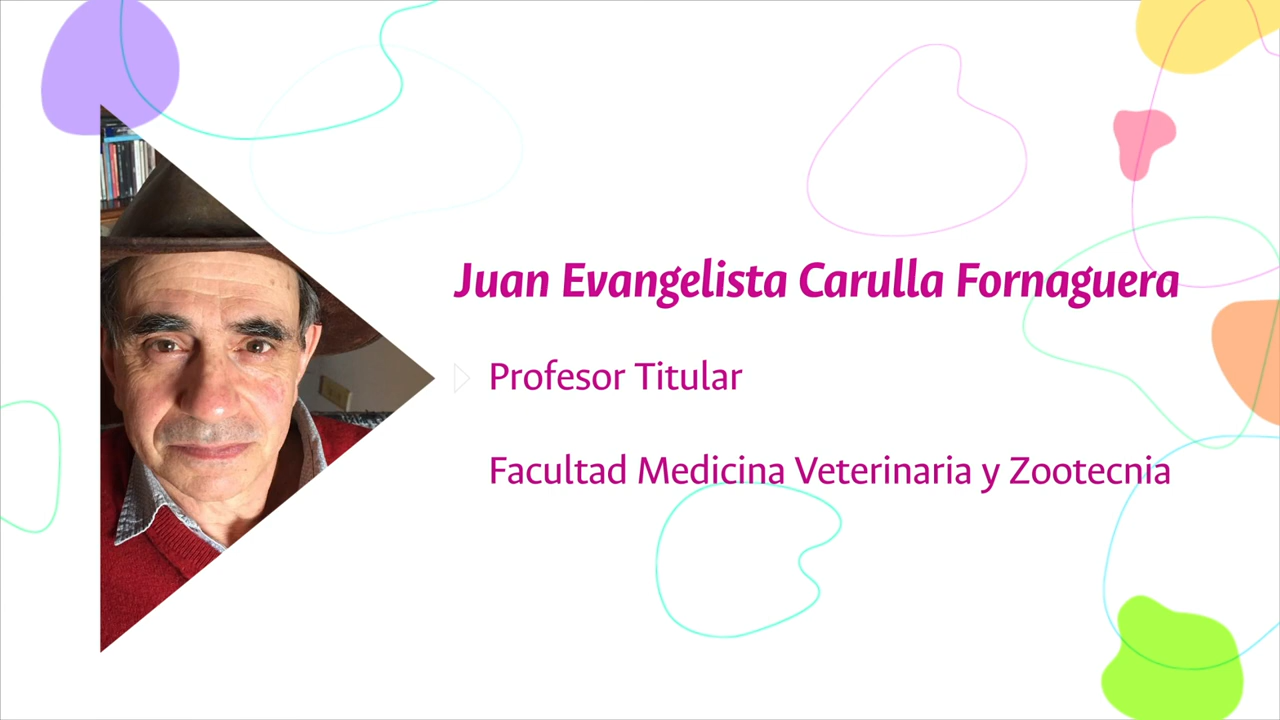 Juan Evangelista Carulla Fornaguera
Profesor Titular
Facultad Medicina Veterinaria y Zootecnia